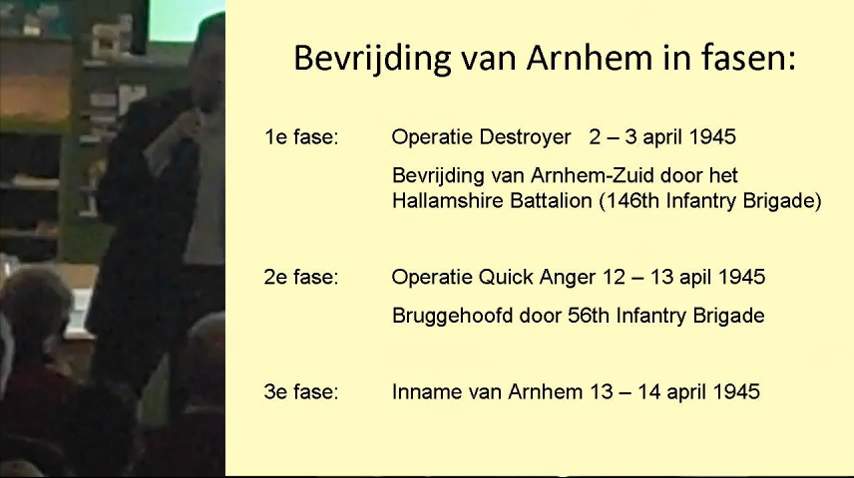 Bevrijding van Arnhem in fasen:
1e fase: Operatie Destroyer 2 – 3 april 1945
Bevrijding van Arnhem-Zuid door het
Hallamshire Battalion (146th Infantry Brigade)
2e fase: Operatie Quick Anger 12 – 13 apil 1945
Bruggehoofd door 56th Infantry Brigade
3e fase: Inname van Arnhem 13 – 14 april 1945